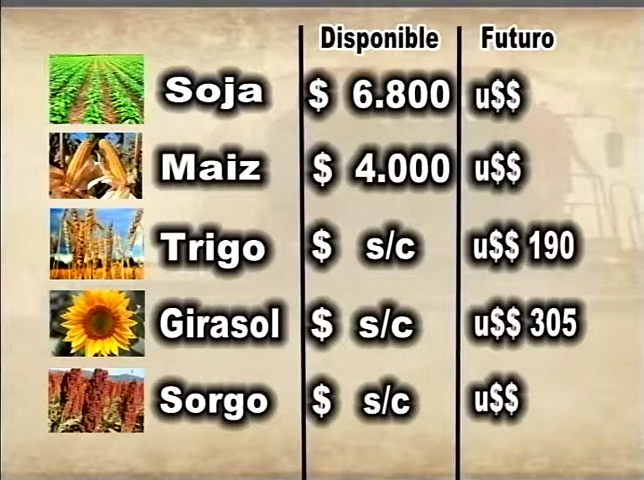 Disponible Futuro
Soja $ 6.800 u$$
Maiz $ 4.000 u$$
Trigo $ s/c u$$ 190
Girasol $ s/c u$$ 305
Sorgo $ s/c u$$